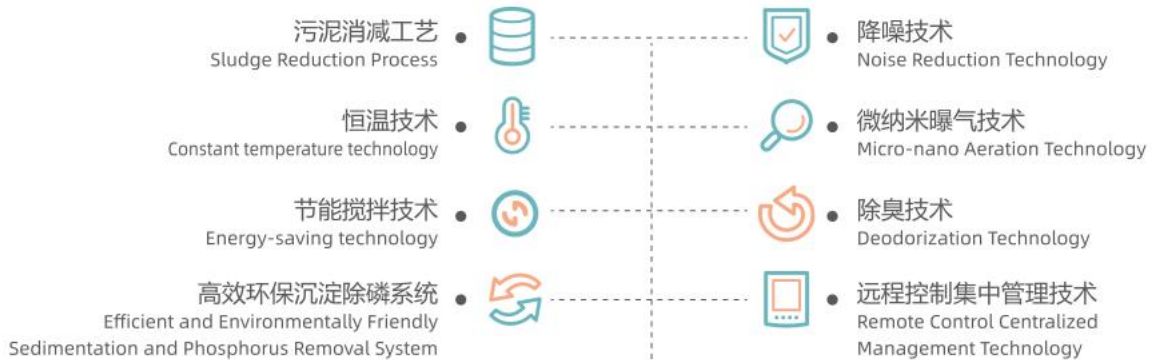 污泥消减工艺
Sludge Reduction Process
恒温技术
Constant temperature technology
节能搅拌技术
Energy-saving technology
高效环保沉淀除磷系统
Efficient and Environmentally Friendly
Sedimentation and Phosphorus Removal System
降噪技术
Noise Reduction Technology
微纳米曝气技术
Micro-nano Aeration Technology
除臭技术
Deodorization Technology
远程控制集中管理技术
Remote Control Centralized
Management Technology